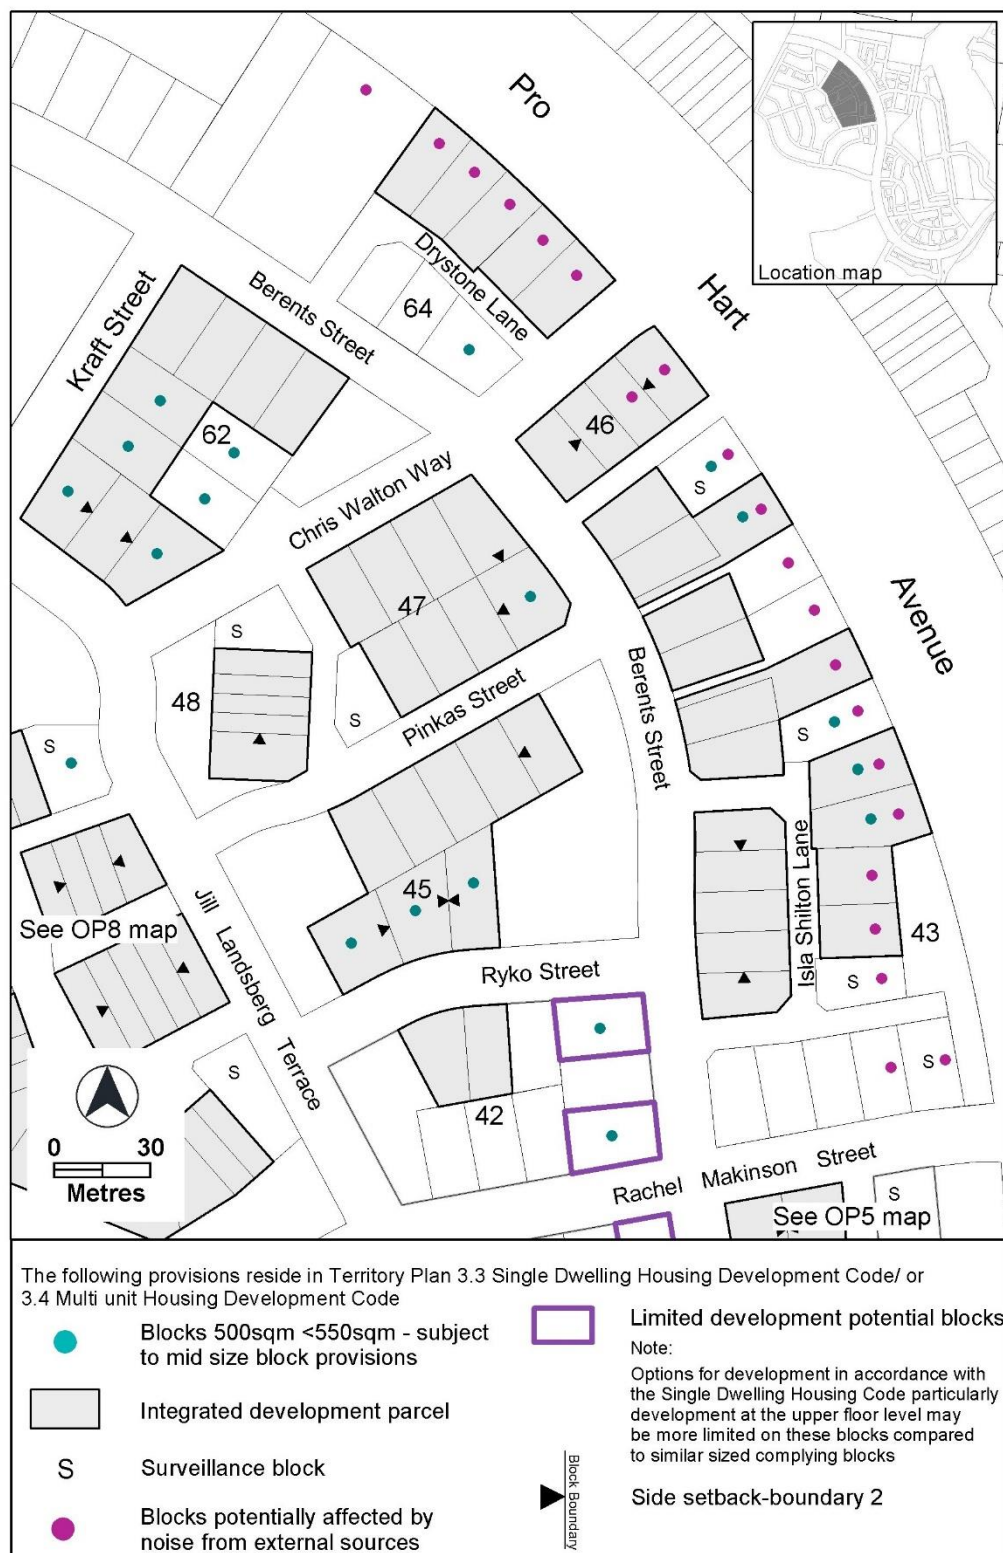 Pro
Hart
Avenue
Location map
Drystone Lane
Berents Street
Kraft Street
64
62
46
Chris Walton Way
S
47
S
48
S
Pinkas Street
Berents Street
S
S
45
See OP8 map
Jill Landsberg Terrace
Isla Shilton Lane
43
Ryko Street
S
S
S
42
0 30
Metres
Rachel Makinson Street
S
See OP5 map
The following provisions reside in Territory Plan 3.3 Single Dwelling Housing Development Code/ or
3.4 Multi unit Housing Development Code
Blocks 500sqm <550sqm - subject
to mid size block provisions
Integrated development parcel
S Surveillance block
Blocks potentially affected by
noise from external sources
Limited development potential blocks
Note:
Options for development in accordance with
the Single Dwelling Housing Code particularly
development at the upper floor level may
be more limited on these blocks compared
to similar sized complying blocks
Block Boundary
Side setback-boundary 2